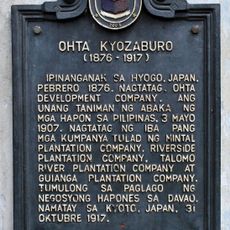 OHTA KYOZABURO
(1876 - 1917)
IPINANGANAK SA HYOGO, JAPAN,
PEBRERO 1876. NAGTATAG, OHTA
DEVELOPMENT COMPANY, ANG
UNANG TANIMAN NG ABAKA NG
MGA HAPON SA PILIPINAS, 3 MAYO
1907. NAGTATAG NG IBA PANG
MGA KUMPANYA TULAD NG MINTAL
PLANTATION COMPANY, RIVERSIDE
PLANTATION COMPANY, TALOMO
RIVER PLANTATION COMPANY AT
GUIANGA PLANTATION COMPANY.
TUMULONG SA PAGLAGO NG
NEGOSYONG HAPONES SA DAVAO.
NAMATAY SA KYOTO, JAPAN, 31
OKTUBRE 1917.